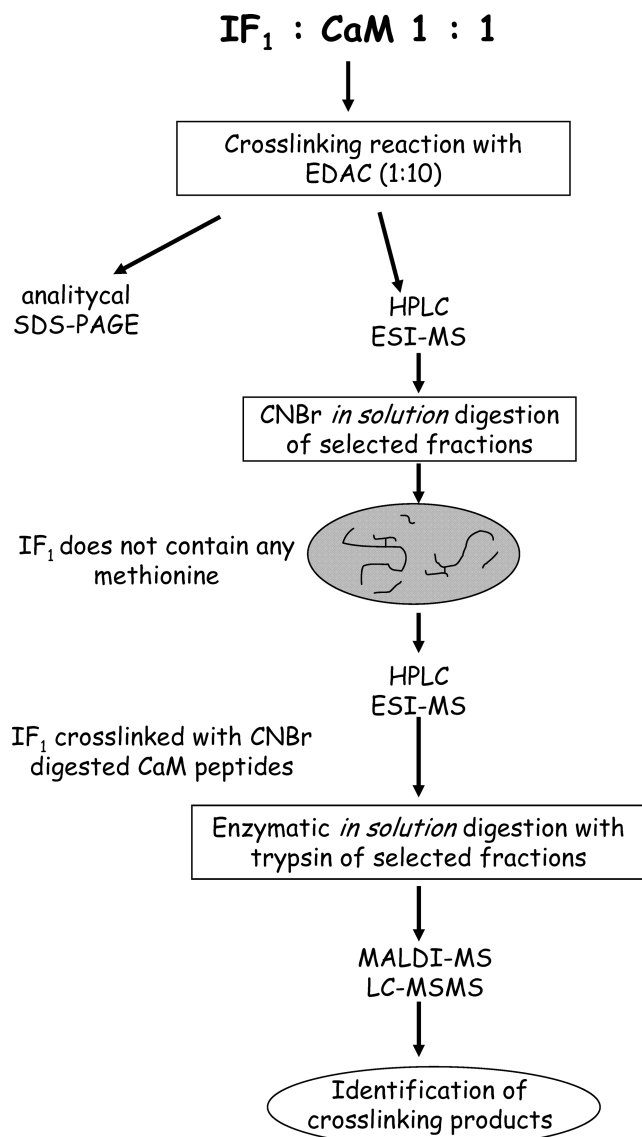 IF₁ : CaM 1 : 1
Crosslinking reaction with
EDAC (1:10)
analitycal
SDS-PAGE
HPLC
ESI-MS
CNBr in solution digestion
of selected fractions
IF₁ does not contain any
methionine
HPLC
ESI-MS
IF₁ crosslinked with CNBr
digested CaM peptides
Enzymatic in solution digestion with
trypsin of selected fractions
MALDI-MS
LC-MSMS
Identification of
crosslinking products